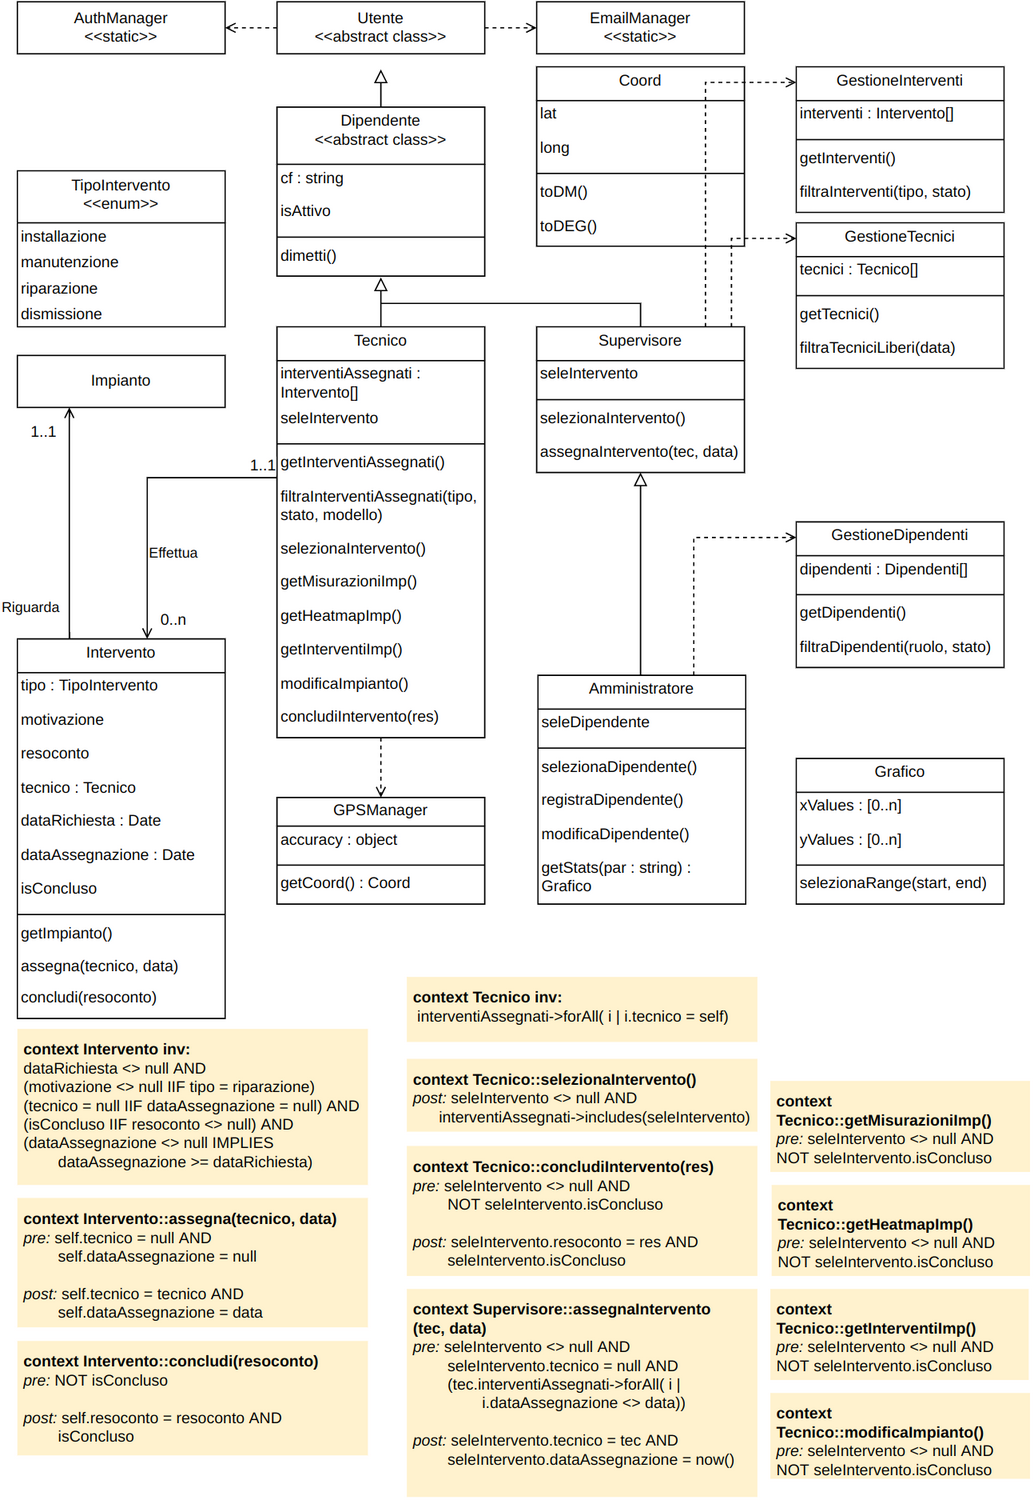 AuthManager
<<static>>
Utente
<<abstract class>>
EmailManager
<<static>>
Coord
lat
long
toDM()
toDEG()
GestioneInterventi
interventi : Intervento[]
getInterventi()
filtraInterventi(tipo, stato)
Dipendente
<<abstract class>>
cf : string
isAttivo
dimetti()
TipoIntervento
<<enum>>
installazione
manutenzione
riparazione
dismissione
GestioneTecnici
tecnici : Tecnico[]
getTecnici()
filtraTecniciLiberi(data)
Impianto
1..1
Tecnico
interventiAssegnati :
Intervento[]
seleIntervento
getInterventiAssegnati()
filtraInterventiAssegnati(tipo,
stato, modello)
selezionaIntervento()
getMisurazioniImp()
getHeatmapImp()
getInterventiImp()
modificaImpianto()
concludiIntervento(res)
Supervisore
seleIntervento
selezionaIntervento()
assegnaIntervento(tec, data)
1..1
Effettua
Riguarda
0..n
GestioneDipendenti
dipendenti : Dipendenti[]
getDipendenti()
filtraDipendenti(ruolo, stato)
Intervento
tipo : TipoIntervento
motivazione
resoconto
tecnico : Tecnico
dataRichiesta : Date
dataAssegnazione : Date
isConcluso
getImpianto()
assegna(tecnico, data)
concludi(resoconto)
GPSManager
accuracy : object
getCoord() : Coord
Amministratore
seleDipendente
selezionaDipendente()
registraDipendente()
modificaDipendente()
getStats(par : string) :
Grafico
Grafico
xValues : [0..n]
yValues : [0..n]
selezionaRange(start, end)
context Intervento inv:
dataRichiesta <> null AND
(motivazione <> null IIF tipo = riparazione)
(tecnico = null IIF dataAssegnazione = null) AND
(isConcluso IIF resoconto <> null) AND
(dataAssegnazione <> null IMPLIES
dataAssegnazione >= dataRichiesta)
context Intervento::assegna(tecnico, data)
pre: self.tecnico = null AND
self.dataAssegnazione = null
post: self.tecnico = tecnico AND
self.dataAssegnazione = data
context Intervento::concludi(resoconto)
pre: NOT isConcluso
post: self.resoconto = resoconto AND
isConcluso
context Tecnico inv:
interventiAssegnati->forAll( i | i.tecnico = self)
context Tecnico::selezionaIntervento()
post: seleIntervento <> null AND
interventiAssegnati->includes(seleIntervento)
context Tecnico::concludiIntervento(res)
pre: seleIntervento <> null AND
NOT seleIntervento.isConcluso
post: seleIntervento.resoconto = res AND
seleIntervento.isConcluso
context Supervisore::assegnaIntervento
(tec, data)
pre: seleIntervento <> null AND
seleIntervento.tecnico = null AND
(tec.interventiAssegnati->forAll( i |
i.dataAssegnazione <> data))
post: seleIntervento.tecnico = tec AND
seleIntervento.dataAssegnazione = now()
context
Tecnico::getMisurazioniImp()
pre: seleIntervento <> null AND
NOT seleIntervento.isConcluso
context
Tecnico::getHeatmapImp()
pre: seleIntervento <> null AND
NOT seleIntervento.isConcluso
context
Tecnico::getInterventiImp()
pre: seleIntervento <> null AND
NOT seleIntervento.isConcluso
context
Tecnico::modificaImpianto()
pre: seleIntervento <> null AND
NOT seleIntervento.isConcluso